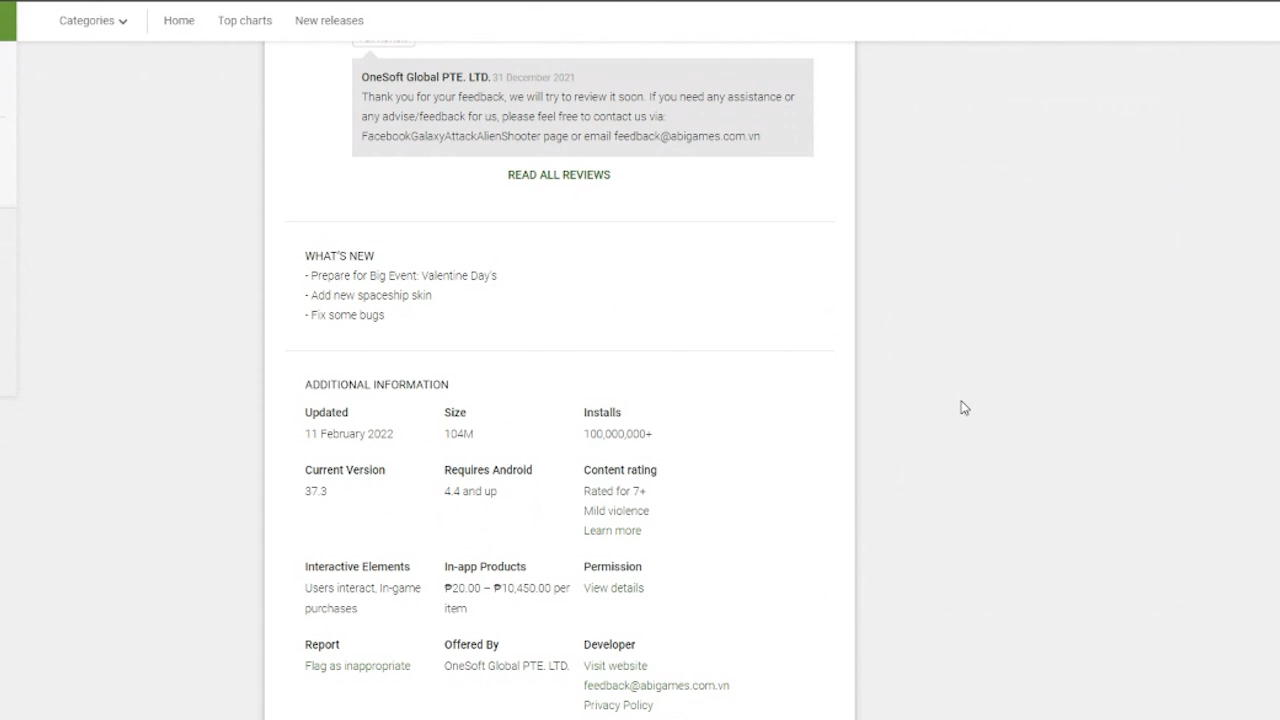 Categories
Home
Top charts
New releases
OneSoft Global PTE. LTD. 31 December 2021
Thank you for your feedback, we will try to review it soon. If you need any assistance or
any advise/feedback for us, please feel free to contact us via:
FacebookGalaxyAttackAlienShooter page or email feedback@abigames.com.vn
READ ALL REVIEWS
WHAT'S NEW
- Prepare for Big Event: Valentine Day's
- Add new spaceship skin
- Fix some bugs
ADDITIONAL INFORMATION
Updated
11 February 2022
Size
104M
Installs
100,000,000+
Current Version
37.3
Requires Android
4.4 and up
Content rating
Rated for 7+
Mild violence
Learn more
Interactive Elements
Users interact, In-game
purchases
In-app Products
₱20.00 – ₱10,450.00 per
item
Permission
View details
Report
Flag as inappropriate
Offered By
OneSoft Global PTE. LTD.
Developer
Visit website
feedback@abigames.com.vn
Privacy Policy